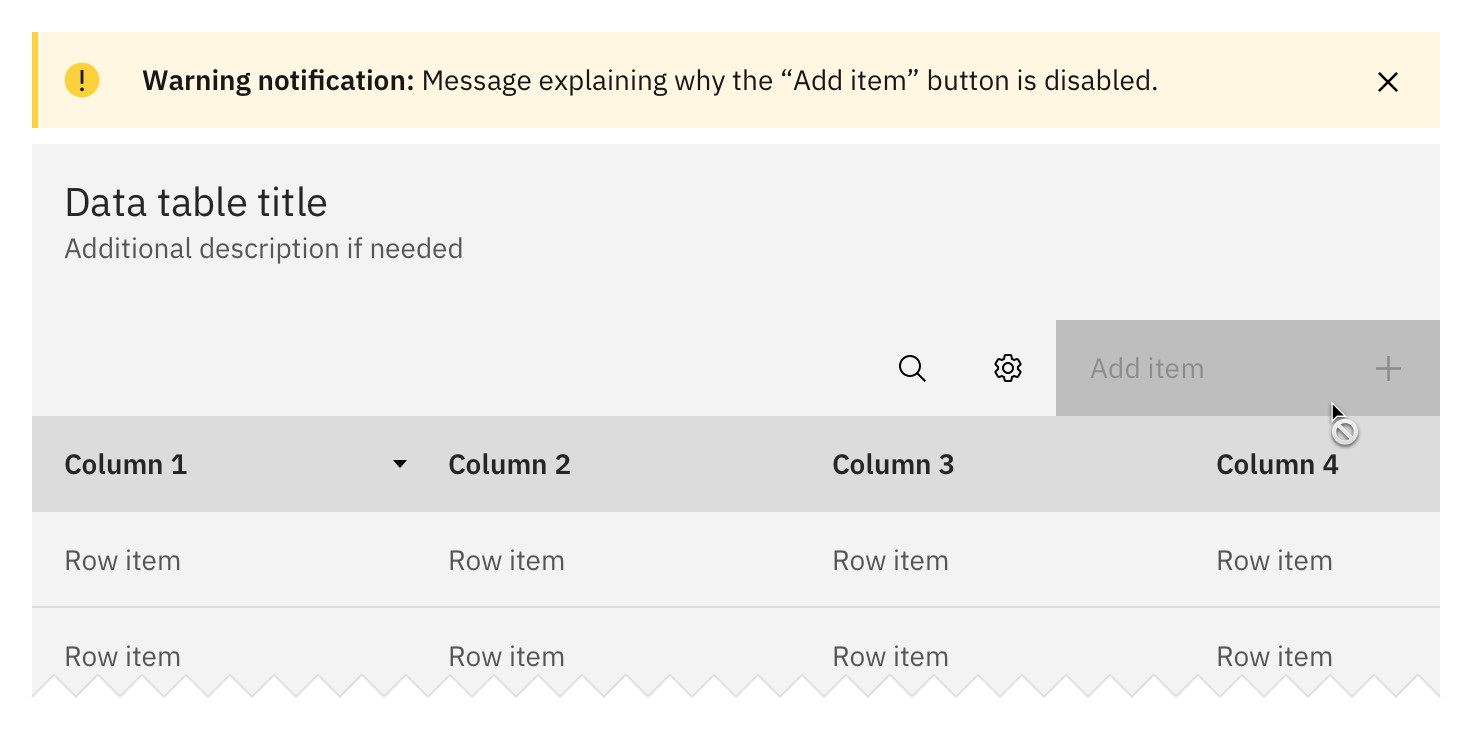 Warning notification: Message explaining why the “Add item” button is disabled.
Data table title
Additional description if needed
Add item
Column 1 Column 2 Column 3 Column 4
Row item Row item Row item Row item
Row item Row item Row item Row item